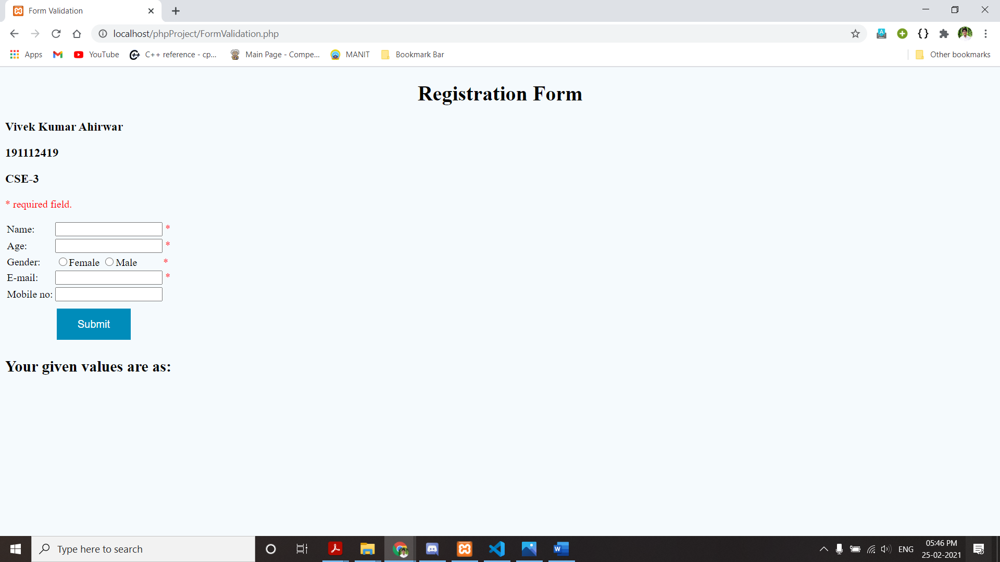 Form Validation
localhost/phpProject/FormValidation.php
Apps YouTube C++ reference - cp... Main Page - Compe... MANIT Bookmark Bar Other bookmarks
Registration Form
Vivek Kumar Ahirwar
191112419
CSE-3
* required field.
Name: *
Age: *
Gender: Female Male *
E-mail: *
Mobile no:
Submit
Your given values are as:
Type here to search
ENG
05:46 PM
25-02-2021